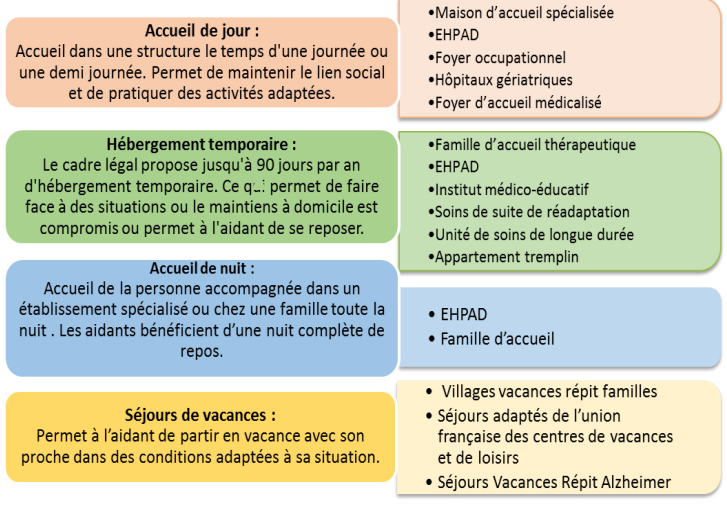 Accueil de jour :
Accueil dans une structure le temps d'une journée ou
une demi journée. Permet de maintenir le lien social
et de pratiquer des activités adaptées.
•Maison d'accueil spécialisée
•EHPAD
•Foyer occupationnel
•Hôpitaux gériatriques
•Foyer d'accueil médicalisé
Hébergement temporaire :
Le cadre légal propose jusqu'à 90 jours par an
d'hébergement temporaire. Ce qui permet de faire
face à des situations ou le maintiens à domicile est
compromis ou permet à l'aidant de se reposer.
•Famille d'accueil thérapeutique
•EHPAD
•Institut médico-éducatif
•Soins de suite de réadaptation
•Unité de soins de longue durée
•Appartement tremplin
Accueil de nuit :
Accueil de la personne accompagnée dans un
établissement spécialisé ou chez une famille toute la
nuit . Les aidants bénéficient d'une nuit complète de
repos.
• EHPAD
• Famille d'accueil
Séjours de vacances :
Permet à l'aidant de partir en vacance avec son
proche dans des conditions adaptées à sa situation.
• Villages vacances répit familles
• Séjours adaptés de l'union
française des centres de vacances
et de loisirs
• Séjours Vacances Répit Alzheimer